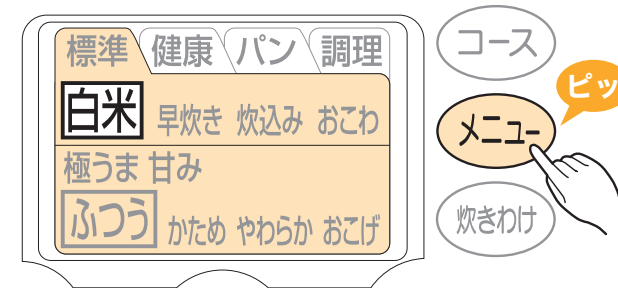 標準 健康 パン 調理
白米 早炊き 炊込み おこわ
極うま 甘み
ふつう かため やわらか おこげ
コース
ピッ
メニュー
炊きわけ